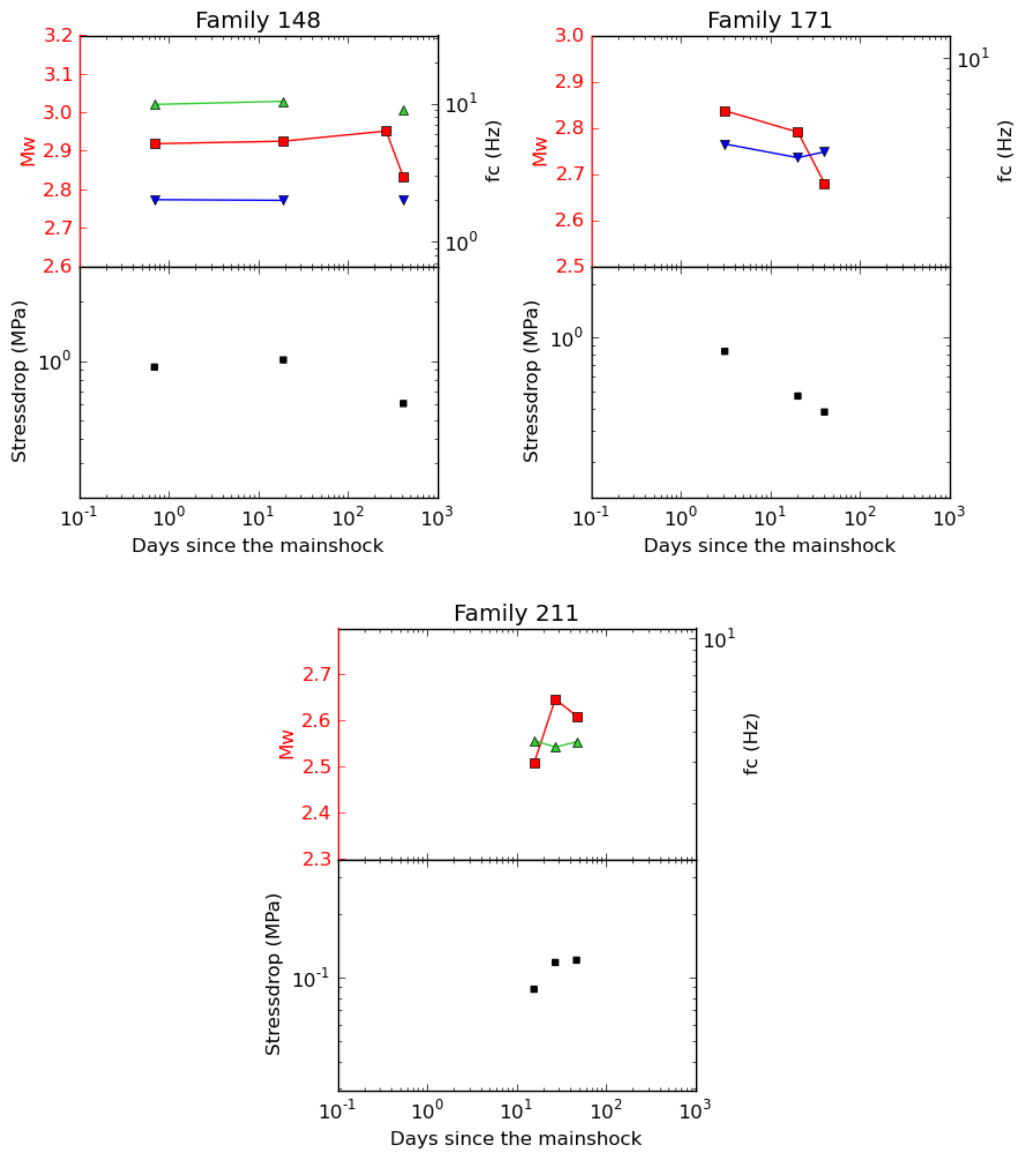 Family 148
3.2
3.1
3.0
2.9
2.8
2.7
2.6
Mw
10^1
10^0
fc (Hz)
10^0
Stressdrop (MPa)
10^-1 10^0 10^1 10^2 10^3
Days since the mainshock
Family 171
3.0
2.9
2.8
2.7
2.6
2.5
Mw
10^1
fc (Hz)
10^0
Stressdrop (MPa)
10^-1 10^0 10^1 10^2 10^3
Days since the mainshock
Family 211
2.7
2.6
2.5
2.4
2.3
Mw
10^1
fc (Hz)
10^-1
Stressdrop (MPa)
10^-1 10^0 10^1 10^2 10^3
Days since the mainshock